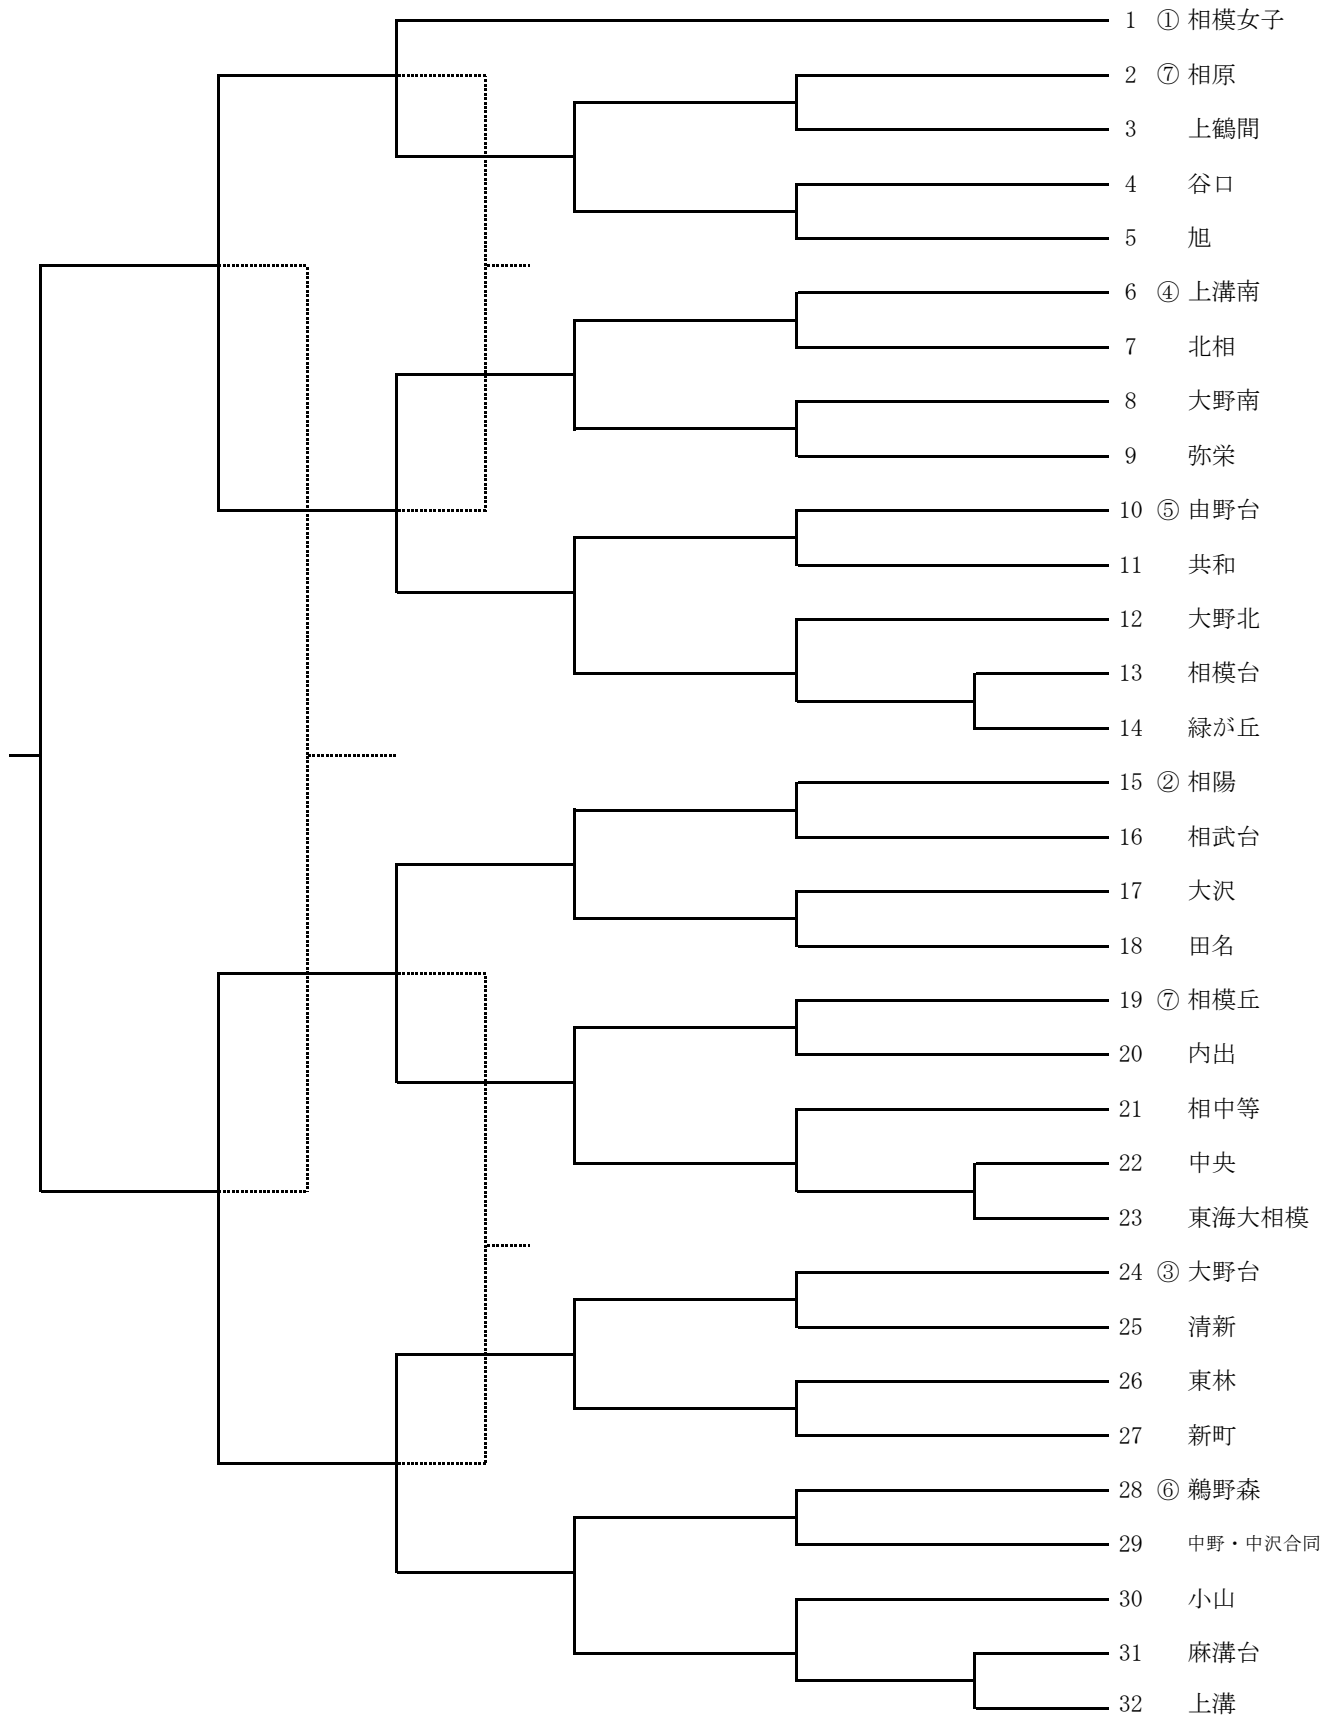 1 ① 相模女子
2 ⑦ 相原
3 上鶴間
4 谷口
5 旭
6 ④ 上溝南
7 北相
8 大野南
9 弥栄
10 ⑤ 由野台
11 共和
12 大野北
13 相模台
14 緑が丘
15 ② 相陽
16 相武台
17 大沢
18 田名
19 ⑦ 相模丘
20 内出
21 相中等
22 中央
23 東海大相模
24 ③ 大野台
25 清新
26 東林
27 新町
28 ⑥ 鵜野森
29 中野・中沢合同
30 小山
31 麻溝台
32 上溝